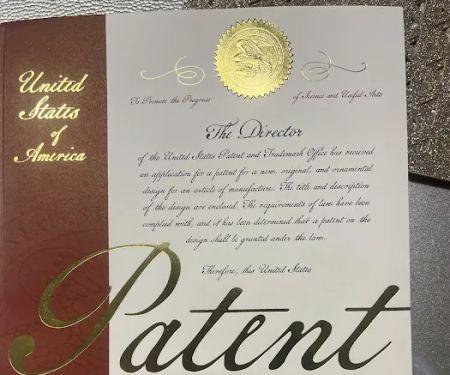 United
States
of
America
To Promote the Progress of Science and Useful Arts
The Director
of the United States Patent and Trademark Office has received
an application for a patent for a new, original, and ornamental
design for an article of manufacture. The title and description
of the design are enclosed. The requirements of law have been
complied with, and it has been determined that a patent on the
design shall be granted under the law.
Therefore, this United States
Patent